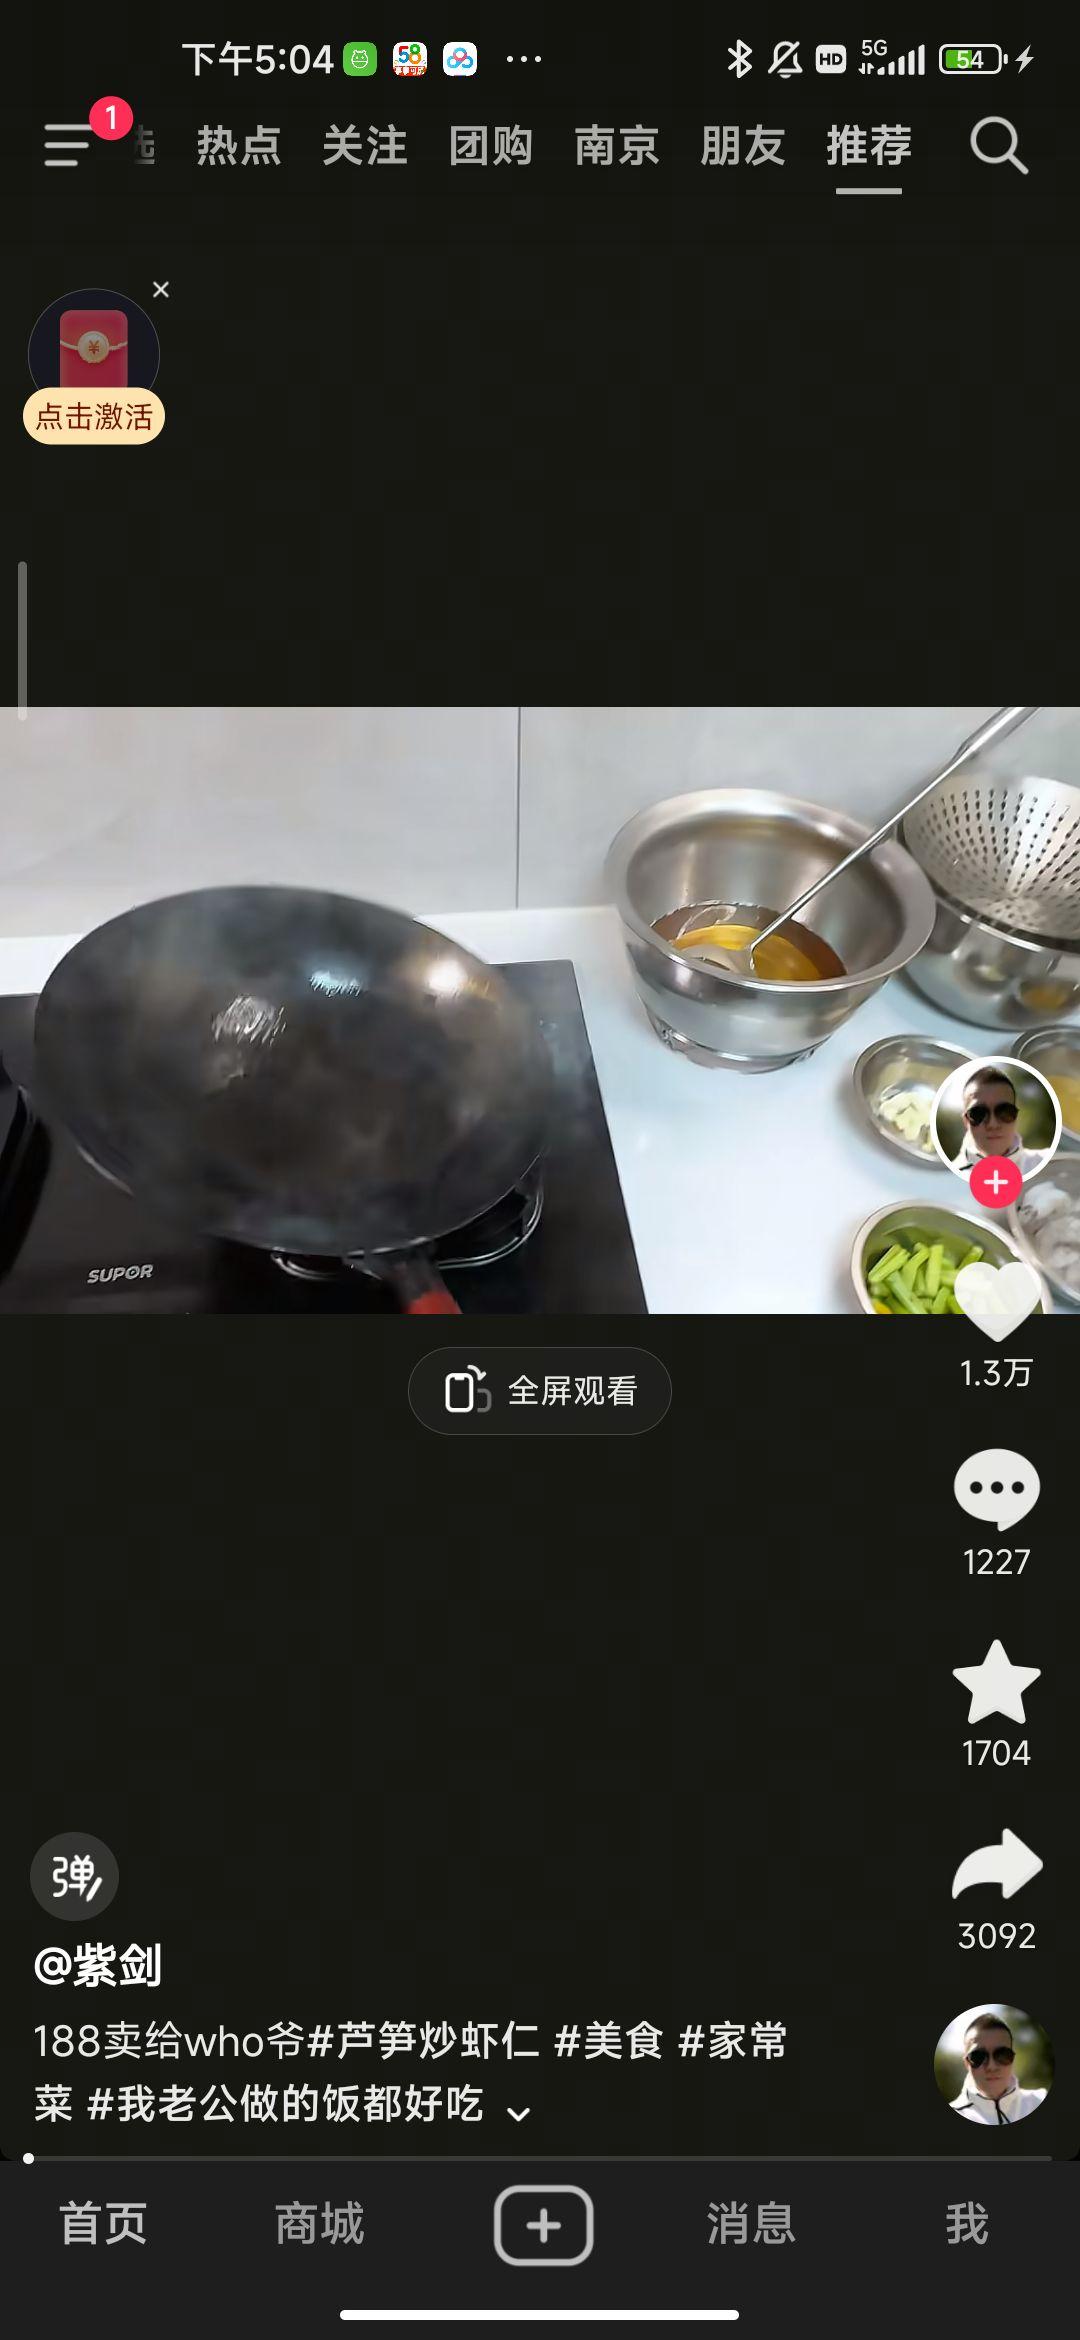 下午5:04
58
HD
5G
54
1
选 热点 关注 团购 南京 朋友 推荐
点击激活
SUPOR
全屏观看
1.3万
1227
1704
3092
弹
@紫剑
188卖给who爷#芦笋炒虾仁 #美食 #家常
菜 #我老公做的饭都好吃
首页 商城 消息 我